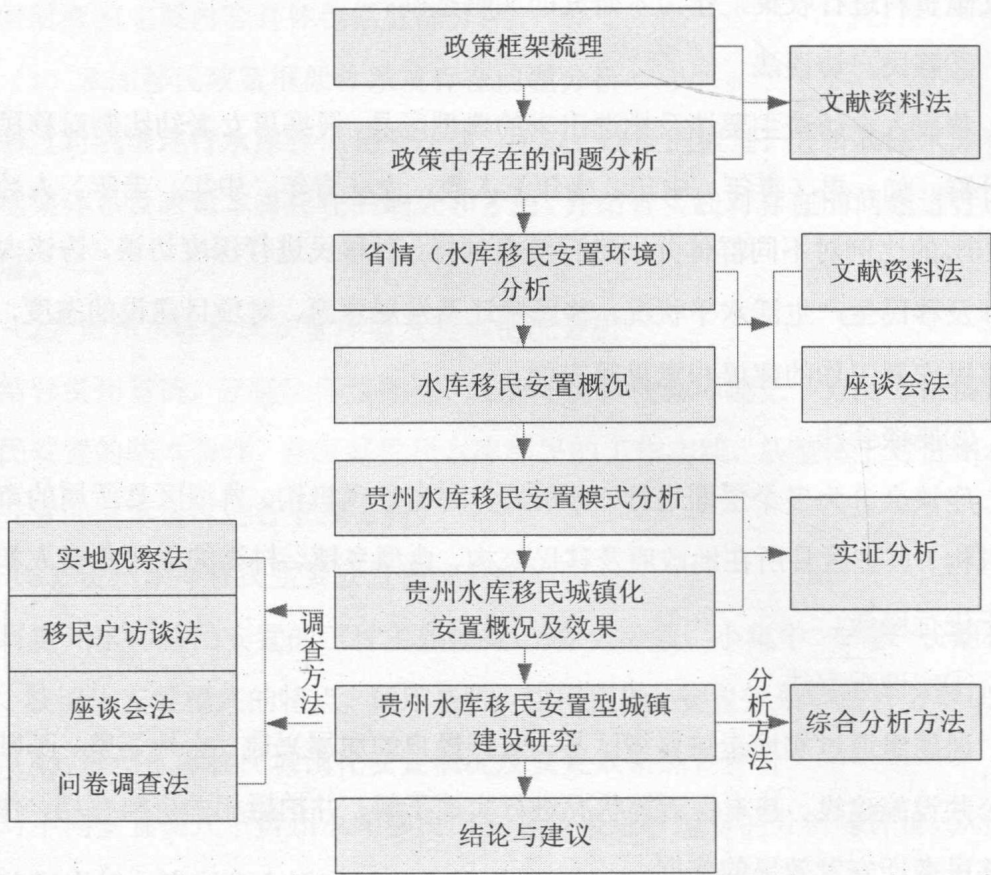 政策框架梳理
文献资料法
政策中存在的问题分析
省情（水库移民安置环境）
分析
文献资料法
水库移民安置概况
座谈会法
贵州水库移民安置模式分析
实地观察法
实证分析
移民户访谈法
调查方法
贵州水库移民城镇化
安置概况及效果
座谈会法
贵州水库移民安置型城镇
建设研究
分析方法
综合分析方法
问卷调查法
结论与建议